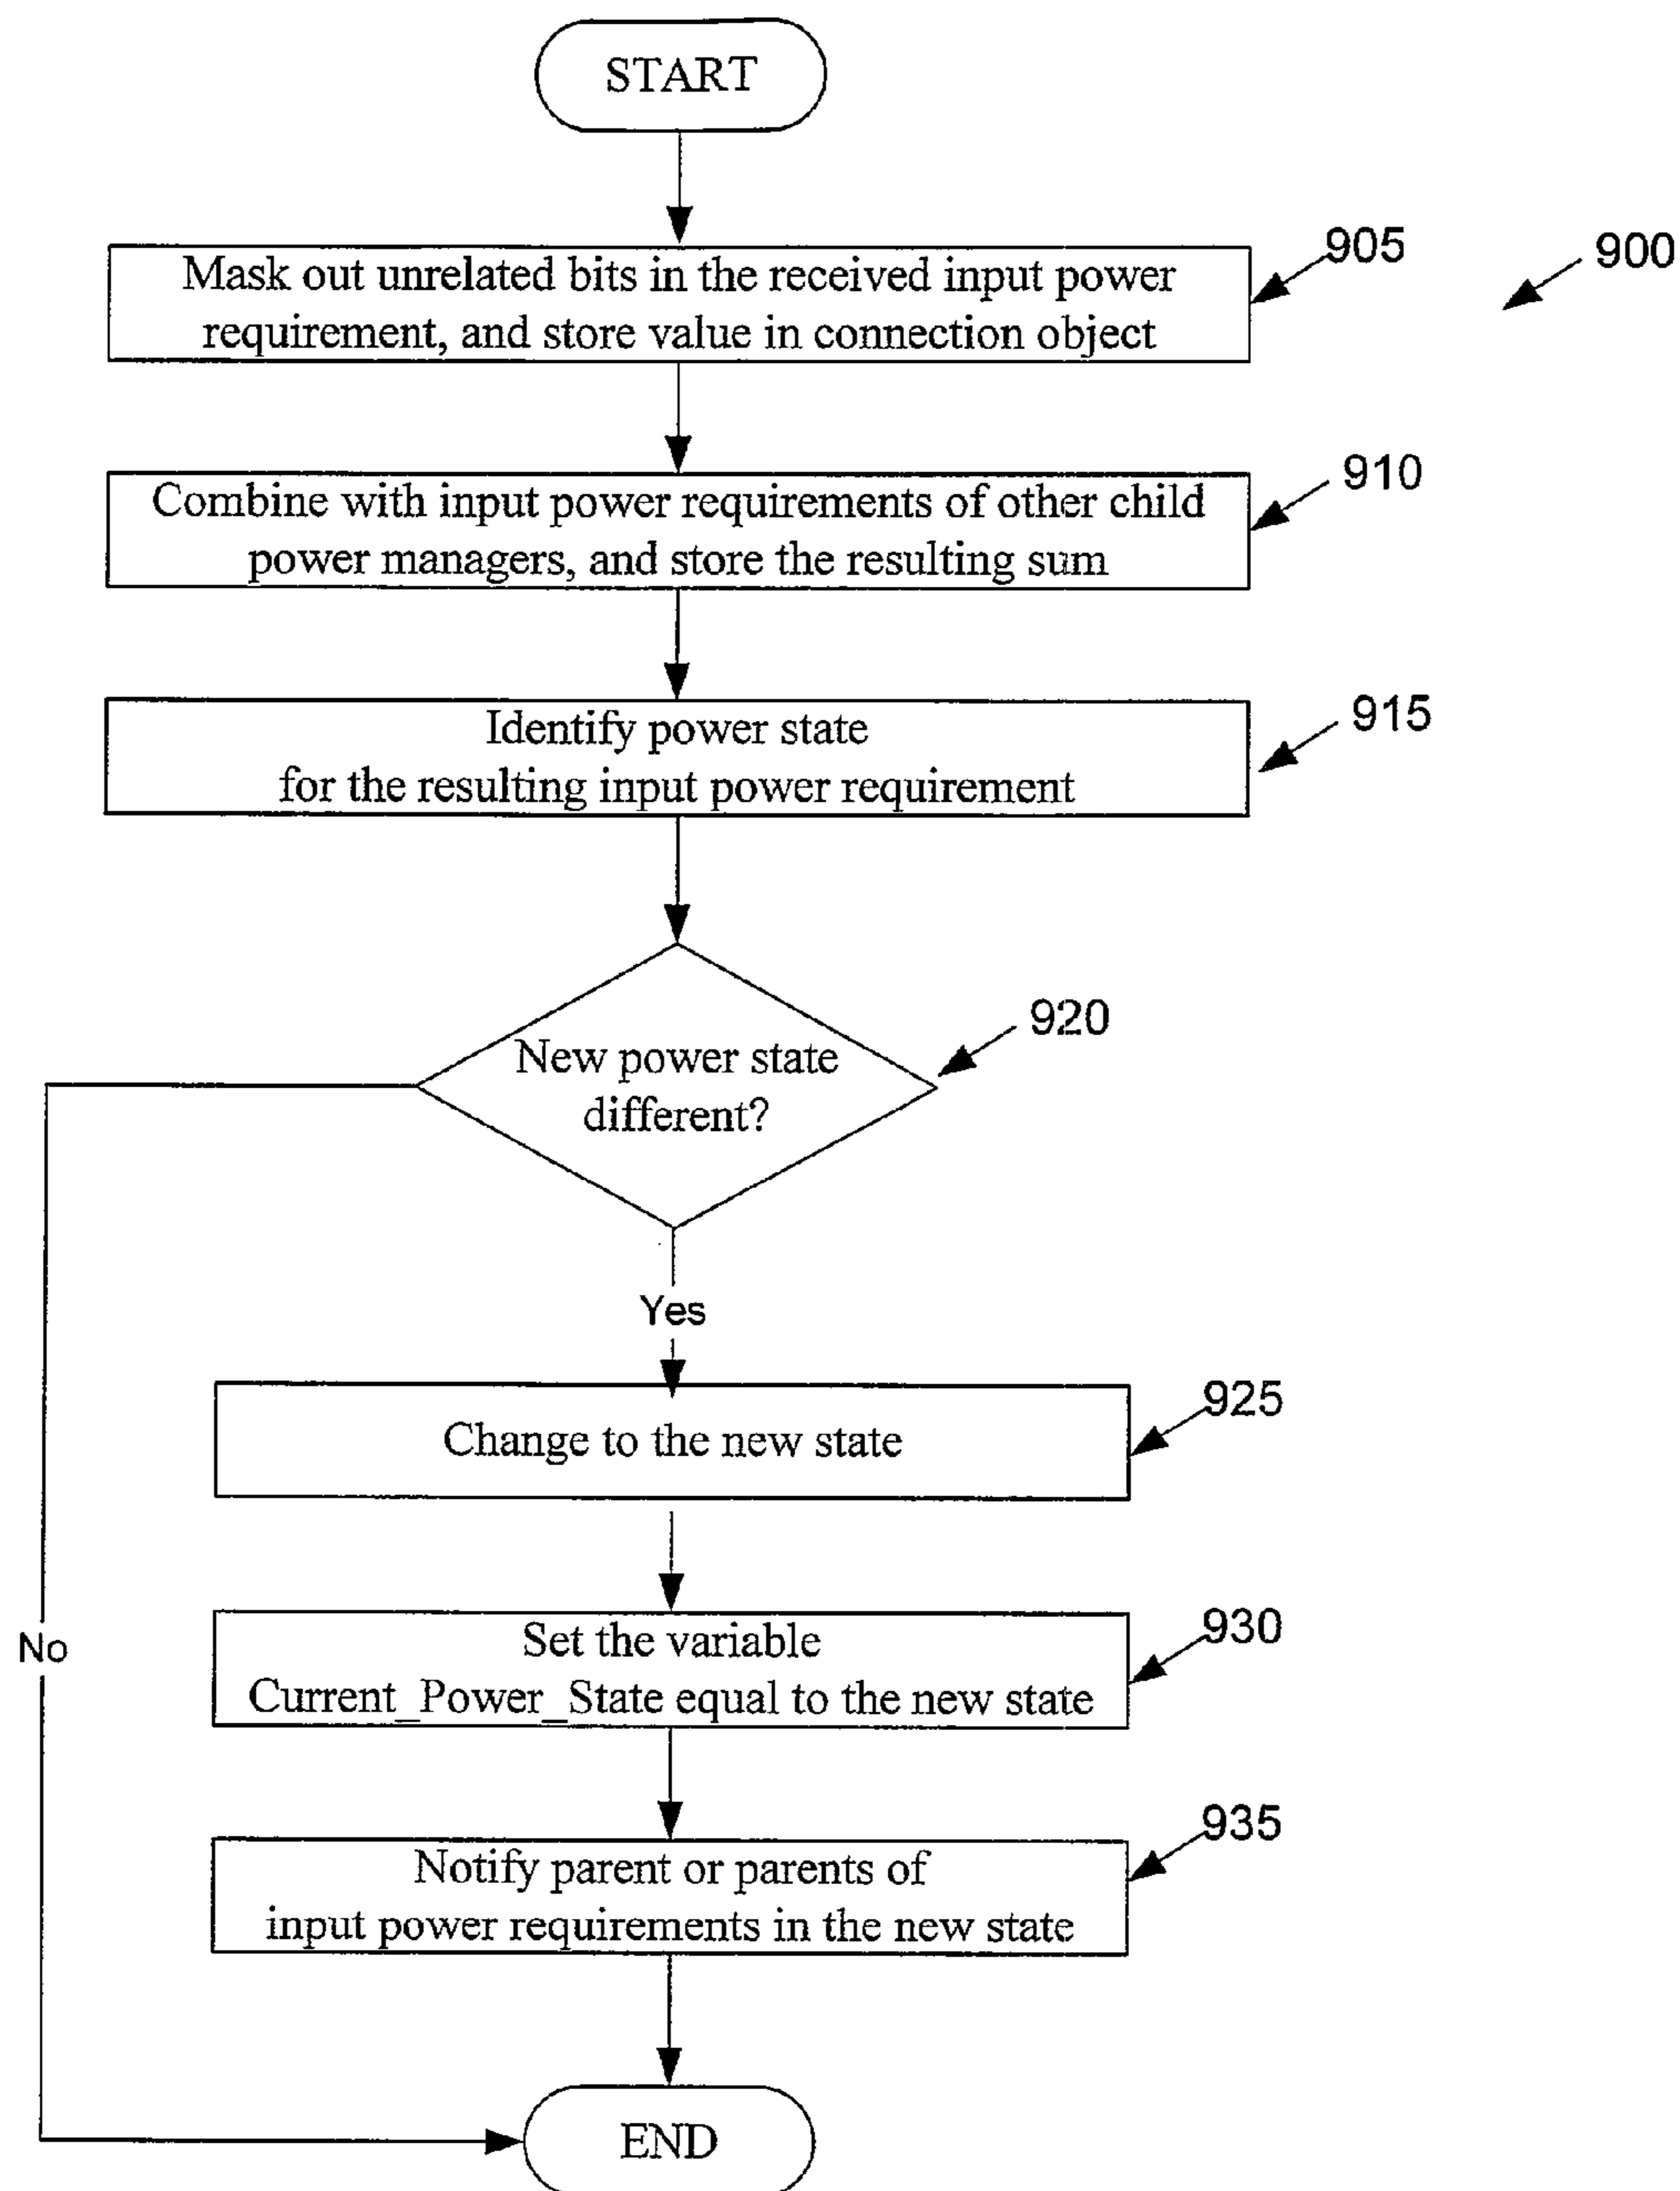 START
Mask out unrelated bits in the received input power
requirement, and store value in connection object
905
900
Combine with input power requirements of other child
power managers, and store the resulting sum
910
Identify power state
for the resulting input power requirement
915
New power state
different?
920
Yes
Change to the new state
925
No
Set the variable
Current_Power_State equal to the new state
930
Notify parent or parents of
input power requirements in the new state
935
END